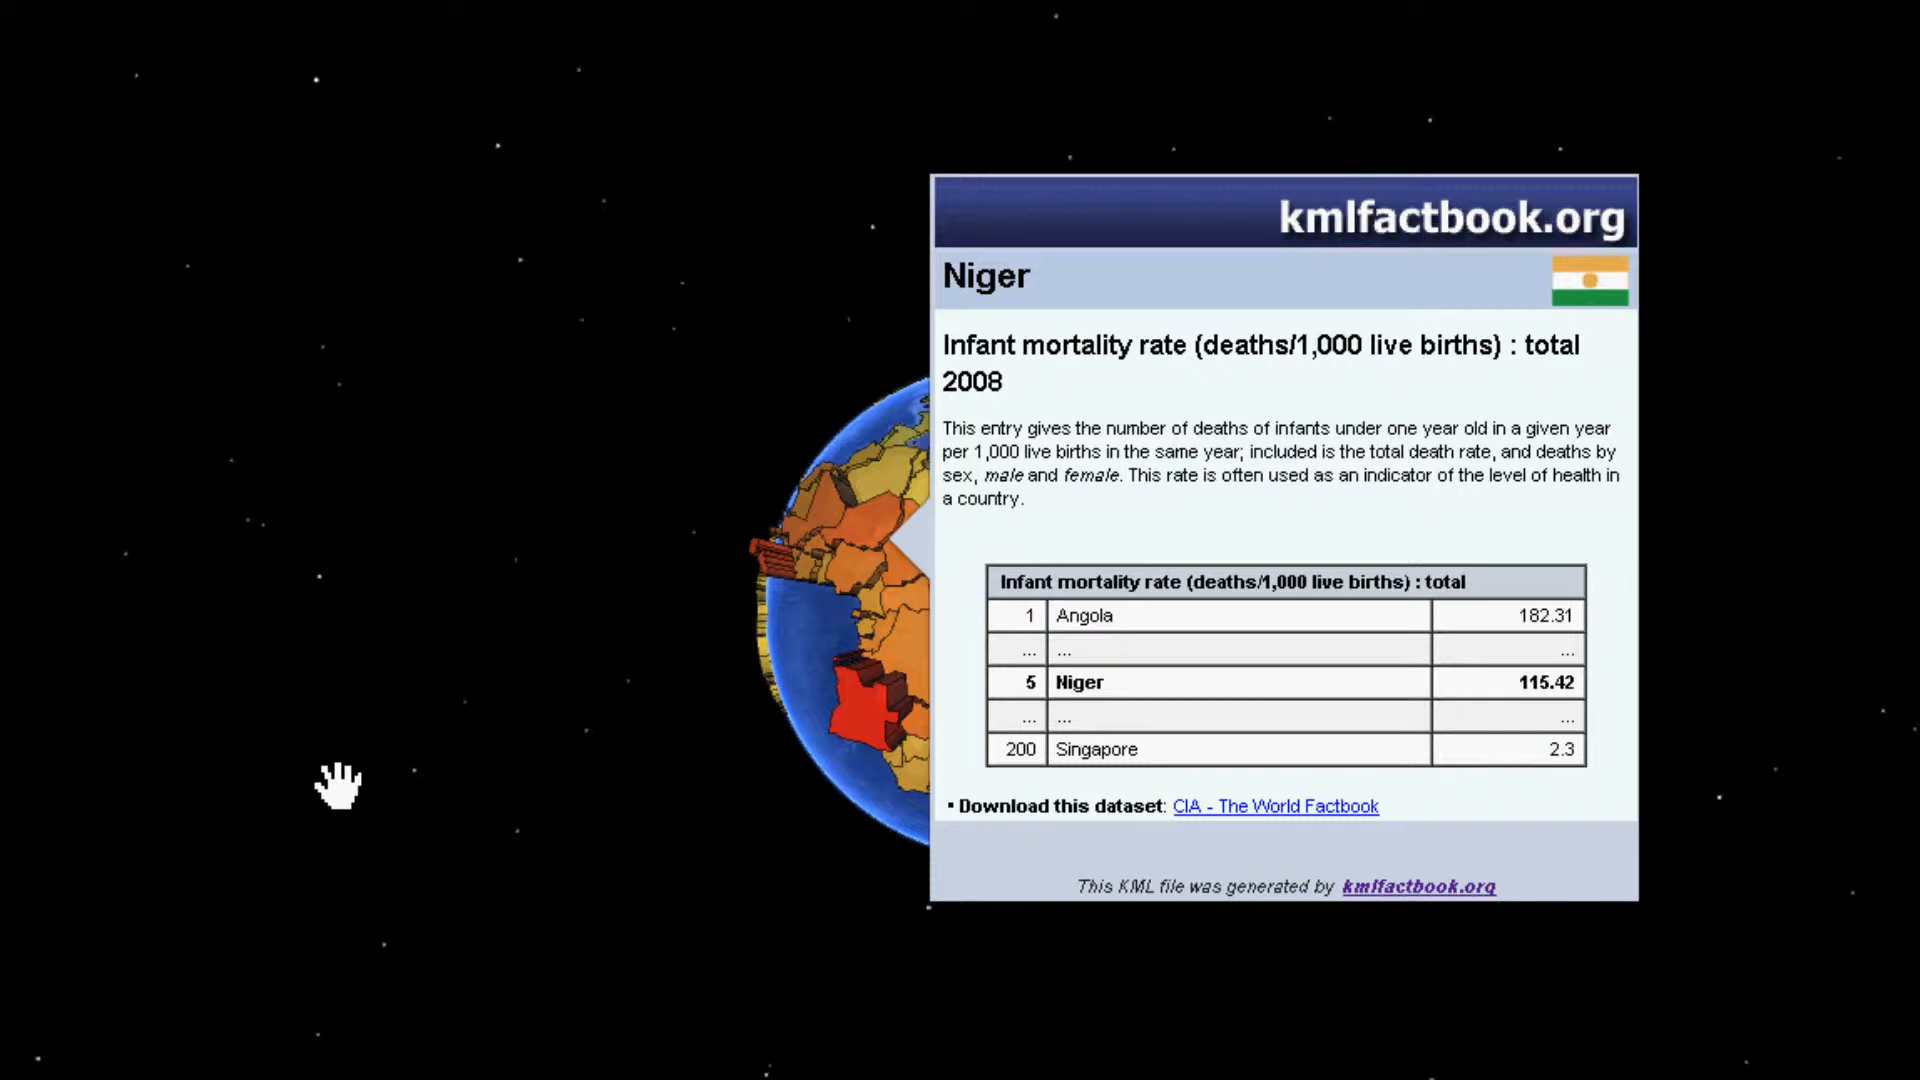 kmlfactbook.org
Niger
Infant mortality rate (deaths/1,000 live births) : total
2008
This entry gives the number of deaths of infants under one year old in a given year
per 1,000 live births in the same year; included is the total death rate, and deaths by
sex, male and female. This rate is often used as an indicator of the level of health in
a country.
Infant mortality rate (deaths/1,000 live births) : total
1 Angola 182.31
... ... ...
5 Niger 115.42
... ... ...
200 Singapore 2.3
▪ Download this dataset: CIA - The World Factbook
This KML file was generated by kmlfactbook.org